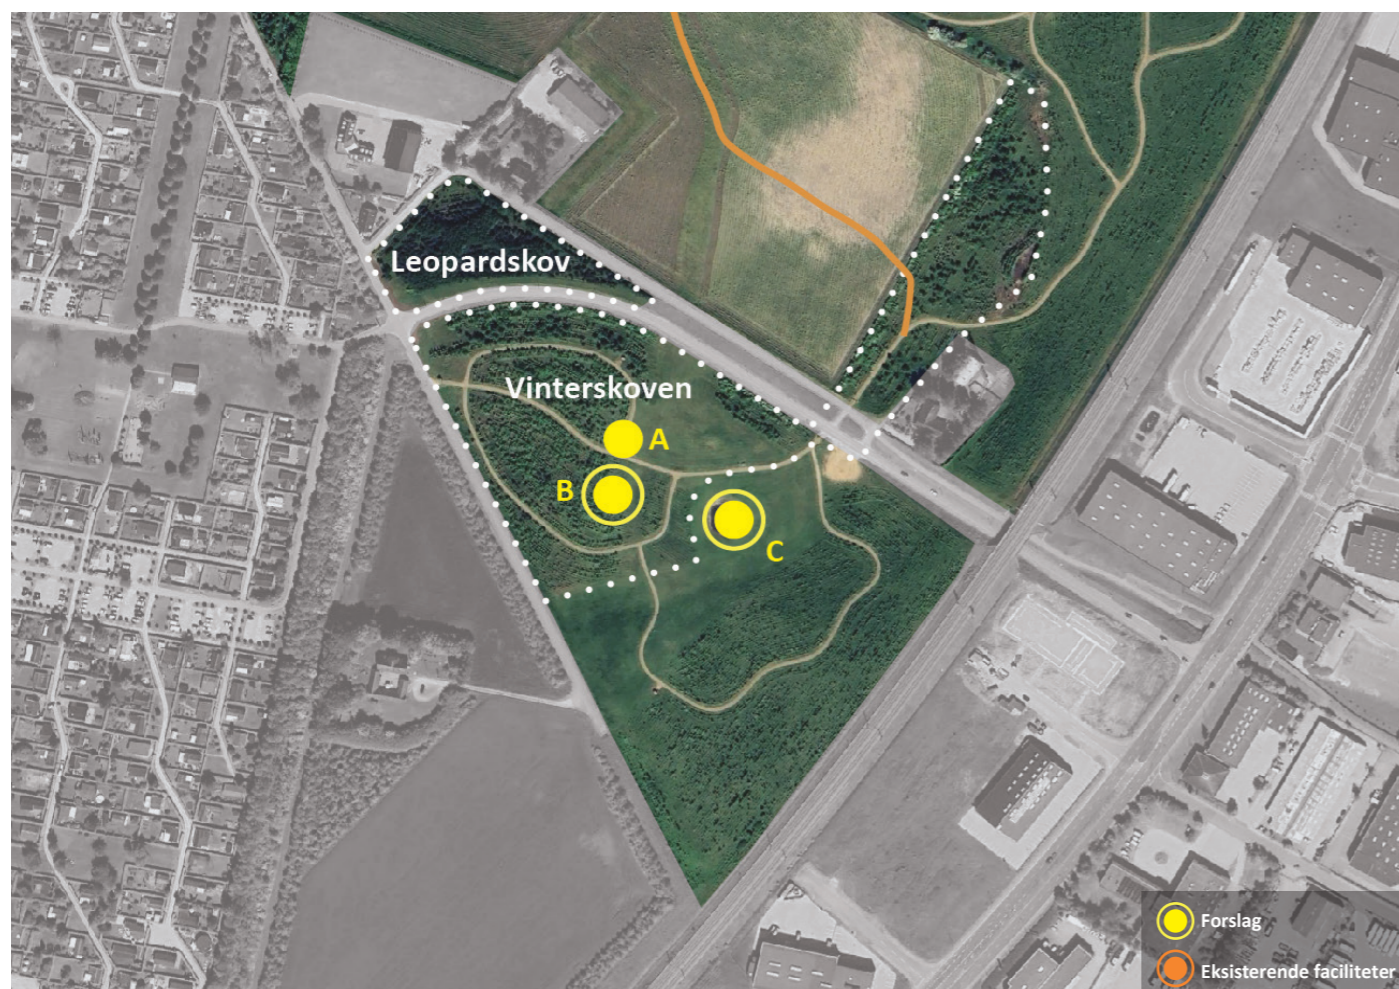 Leopardskov
Vinterskoven
A
B
C
Forslag
Eksisterende faciliteter